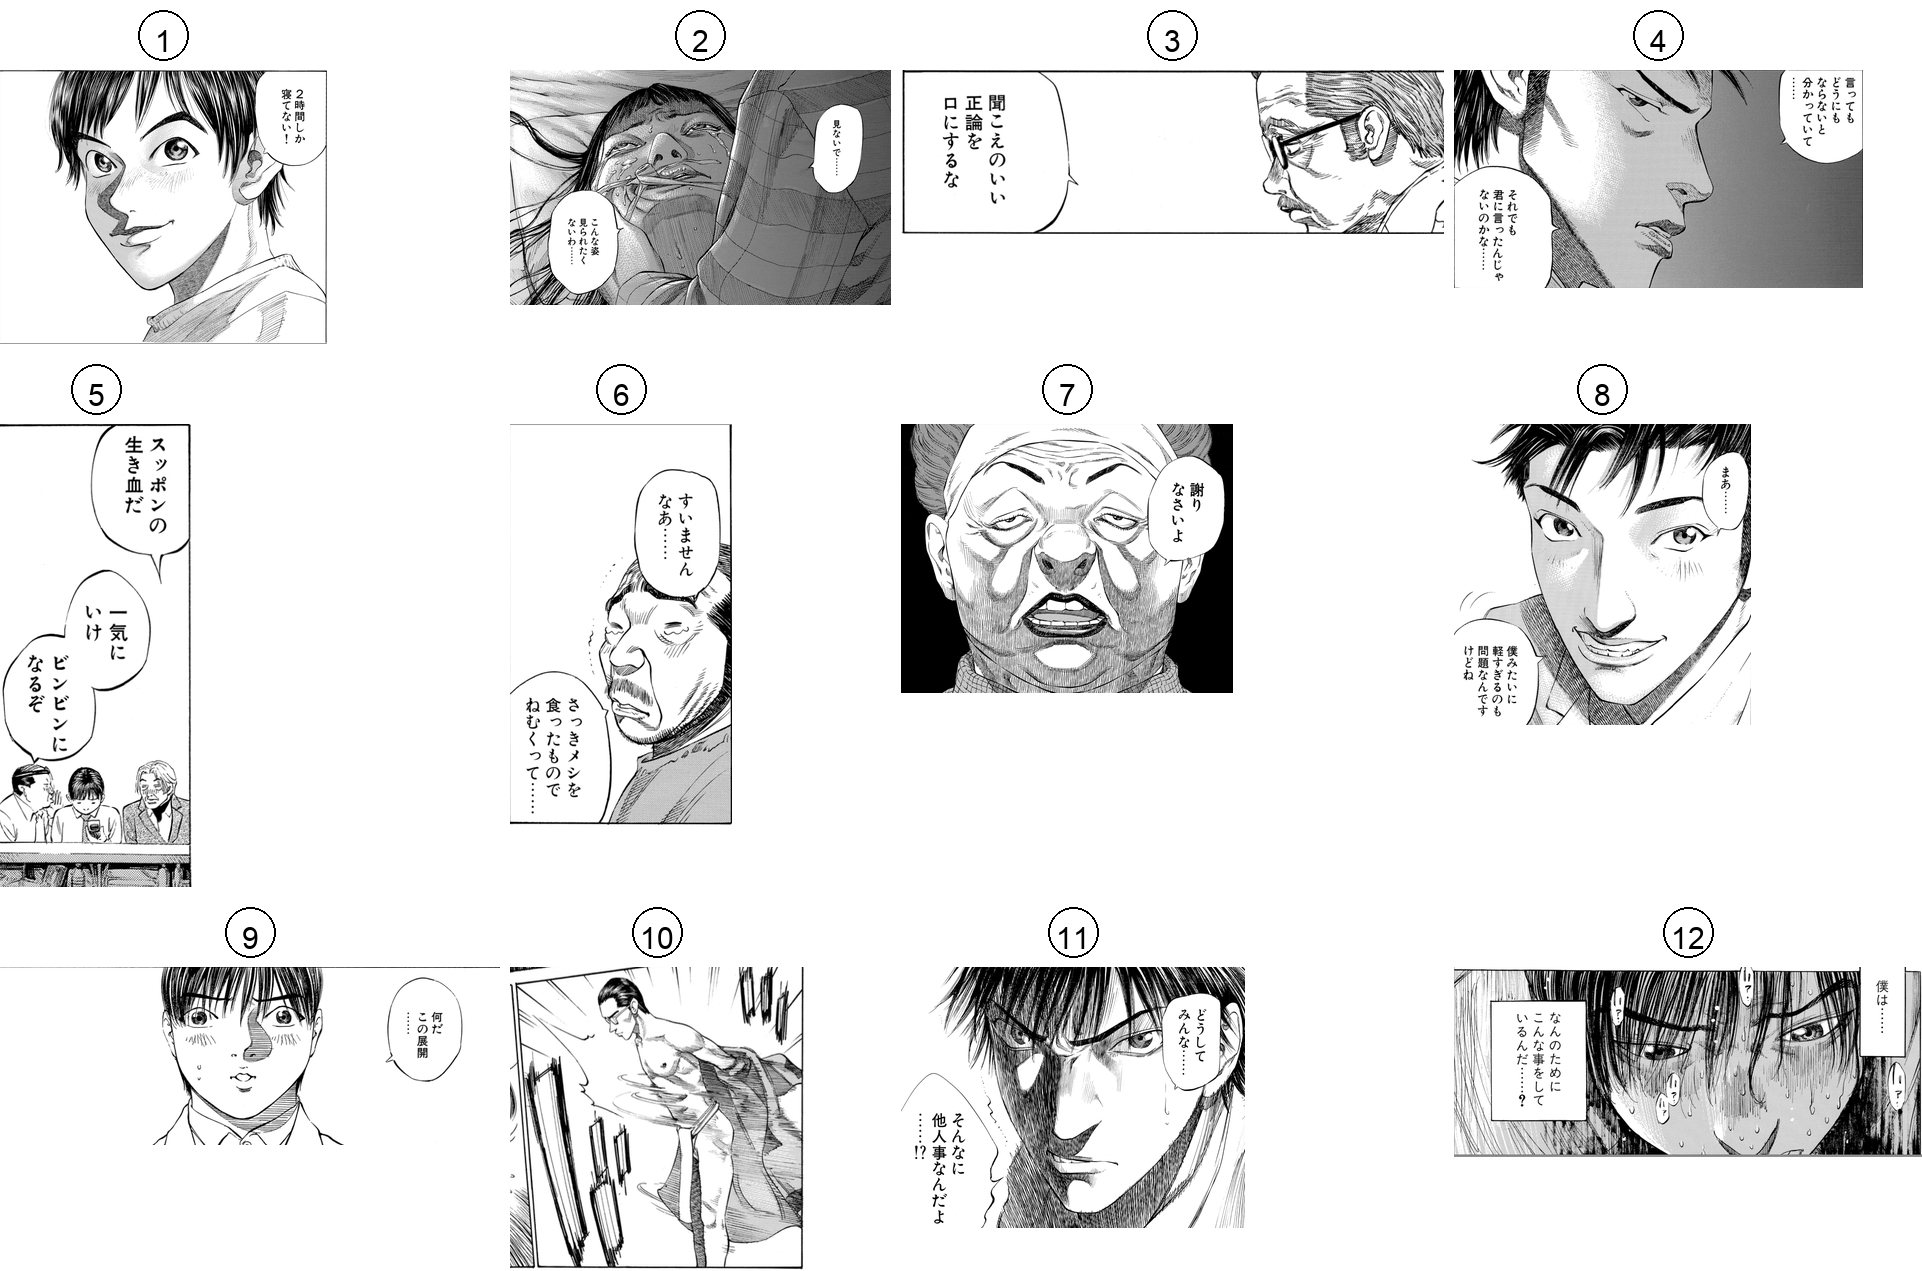 1
2時間しか
寝てない！
2
見ないで……
こんな姿
見られたく
ないわ……
3
聞こえのいい
正論を
口にするな
4
言っても
どうにも
ならないと
分かっていて
……
それでも
君に言ったんじゃ
ないのかな……
5
スッポンの
生き血だ
一気に
いけ
ビンビンに
なるぞ
6
すいません
なあ……
さっきメシを
食ったもので
ねむくって……
7
謝り
なさいよ
8
まあ……
僕みたいに
軽すぎるのも
問題なんです
けどね
9
何だ
この展開
……
10
11
どうして
みんな……
そんなに
他人事なんだよ
……!?
12
僕は……
なんのために
こんな事をして
いるんだ……?